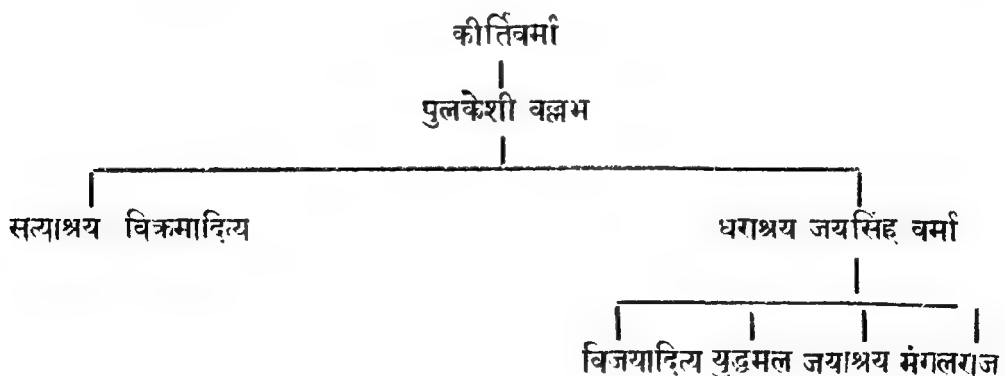 कीर्तिवर्मा
पुलकेशी वल्लभ
सत्याश्रय विक्रमादित्य धराश्रय जयसिंह वर्मा
विजयादित्य युद्धमल जयाश्रय मंगलराज